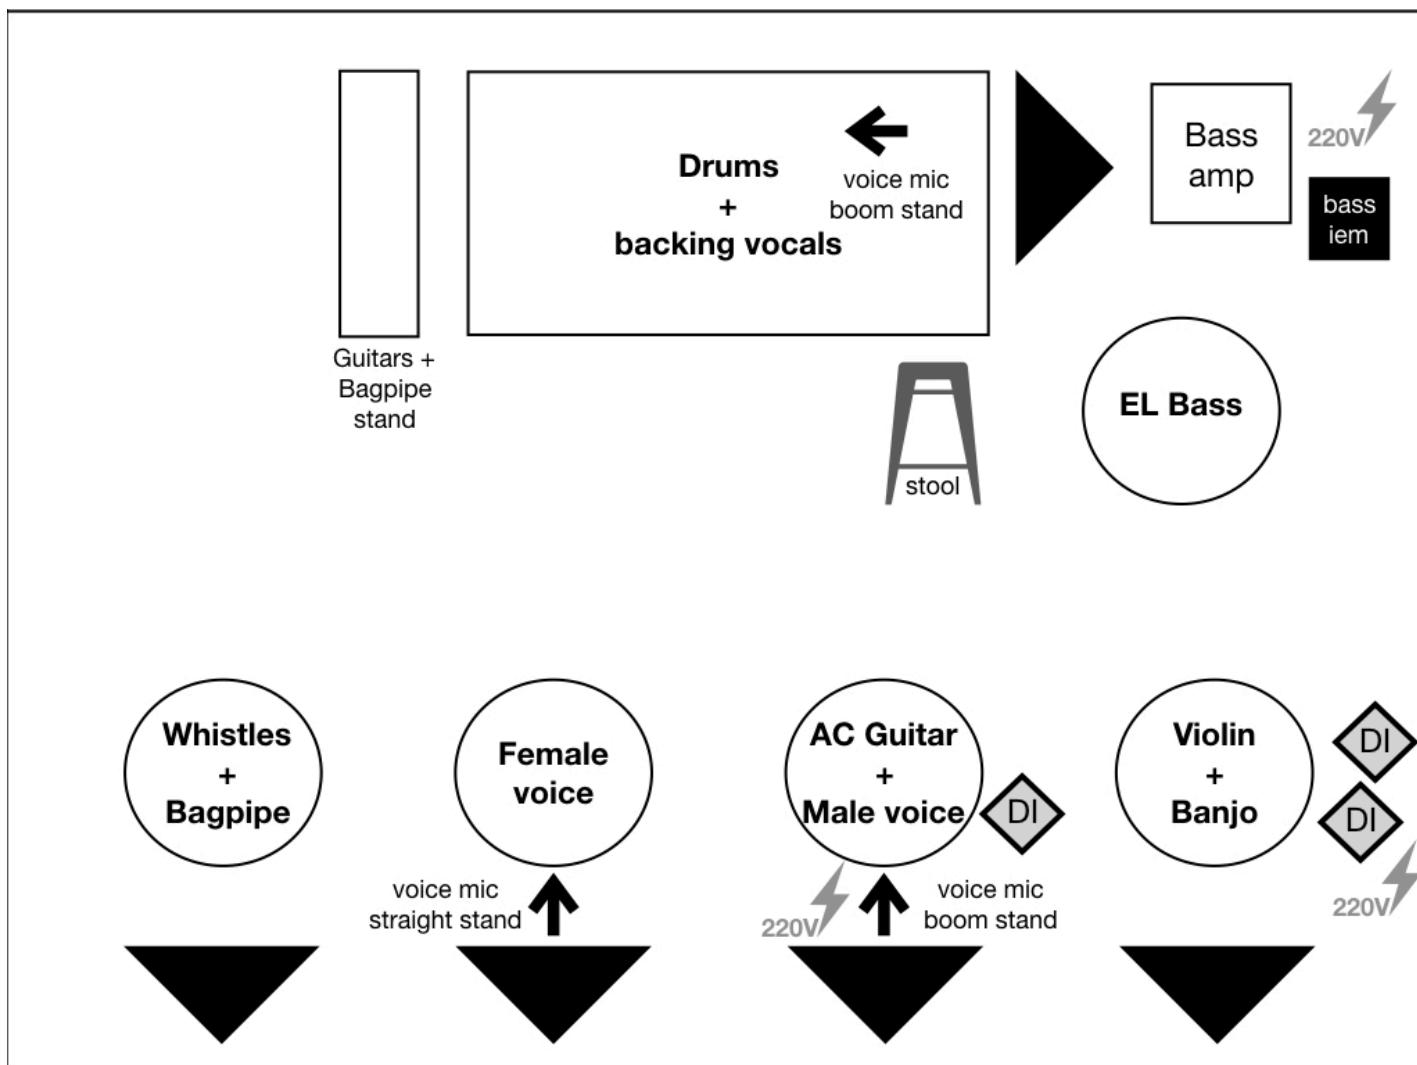 Drums
+
backing vocals
voice mic
boom stand
Bass
amp
220V
bass
iem
Guitars +
Bagpipe
stand
stool
EL Bass
Whistles
+
Bagpipe
Female
voice
AC Guitar
+
Male voice
DI
Violin
+
Banjo
DI
DI
voice mic
straight stand
220V
voice mic
boom stand
220V